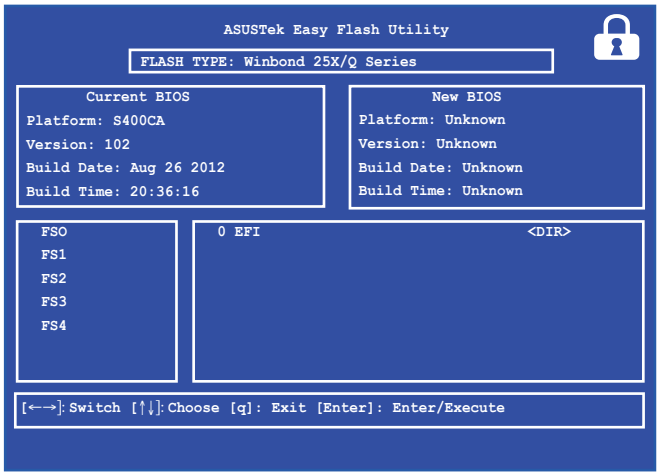 ASUSTek Easy Flash Utility
FLASH TYPE: Winbond 25X/Q Series
Current BIOS
Platform: S400CA
Version: 102
Build Date: Aug 26 2012
Build Time: 20:36:16
New BIOS
Platform: Unknown
Version: Unknown
Build Date: Unknown
Build Time: Unknown
FSO
FS1
FS2
FS3
FS4
0 EFI <DIR>
[←→]: Switch [↑↓]: Choose [q]: Exit [Enter]: Enter/Execute